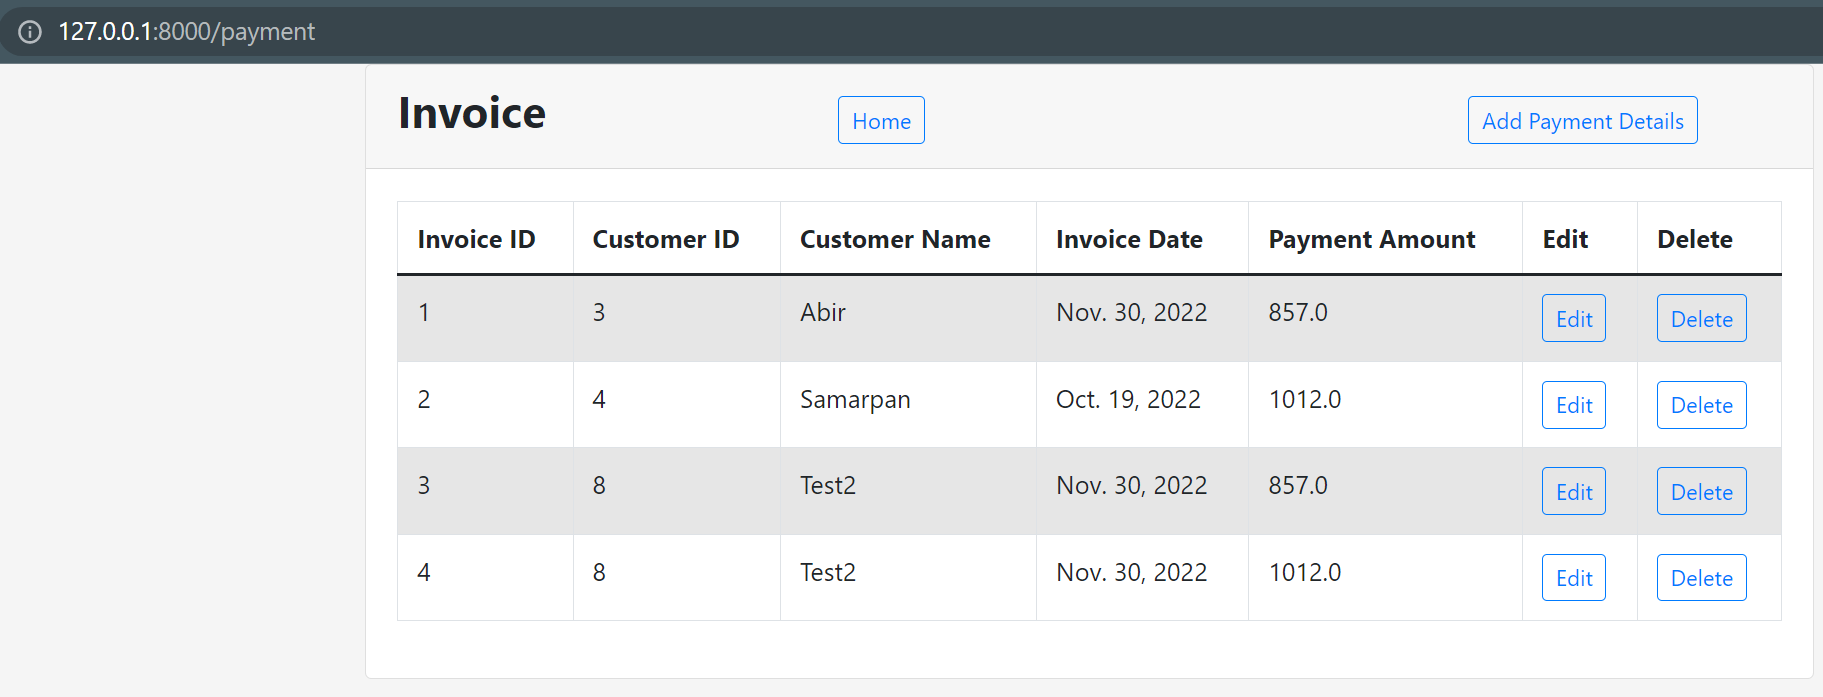 127.0.0.1:8000/payment
Invoice Home Add Payment Details
Invoice ID Customer ID Customer Name Invoice Date Payment Amount Edit Delete
1 3 Abir Nov. 30, 2022 857.0 Edit Delete
2 4 Samarpan Oct. 19, 2022 1012.0 Edit Delete
3 8 Test2 Nov. 30, 2022 857.0 Edit Delete
4 8 Test2 Nov. 30, 2022 1012.0 Edit Delete